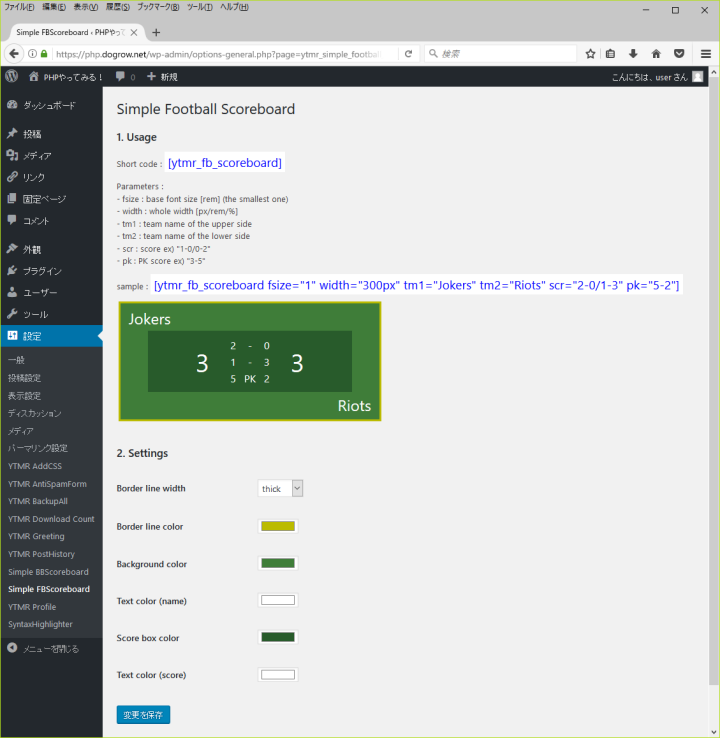 ファイル(F) 編集(E) 表示(V) 履歴(S) ブックマーク(B) ツール(T) ヘルプ(H)
Simple FBScoreboard ‹ PHPやって
https://php.dogrow.net/wp-admin/options-general.php?page=ytmr_simple_footbal
検索
PHPやってみる！ 0 新規
こんにちは、user さん
ダッシュボード
投稿
メディア
リンク
固定ページ
コメント
外観
プラグイン
ユーザー
ツール
設定
一般
投稿設定
表示設定
ディスカッション
メディア
パーマリンク設定
YTMR AddCSS
YTMR AntiSpamForm
YTMR BackupAll
YTMR Download Count
YTMR Greeting
YTMR PostHistory
Simple BBScoreboard
Simple FBScoreboard
YTMR Profile
SyntaxHighlighter
メニューを閉じる
Simple Football Scoreboard
1. Usage
Short code : [ytmr_fb_scoreboard]
Parameters :
- fsize : base font size [rem] (the smallest one)
- width : whole width [px/rem/%]
- tm1 : team name of the upper side
- tm2 : team name of the lower side
- scr : score ex) "1-0/0-2"
- pk : PK score ex) "3-5"
sample : [ytmr_fb_scoreboard fsize="1" width="300px" tm1="Jokers" tm2="Riots" scr="2-0/1-3" pk="5-2"]
Jokers
2 - 0
3 1 - 3 3
5 PK 2
Riots
2. Settings
Border line width thick
Border line color
Background color
Text color (name)
Score box color
Text color (score)
変更を保存